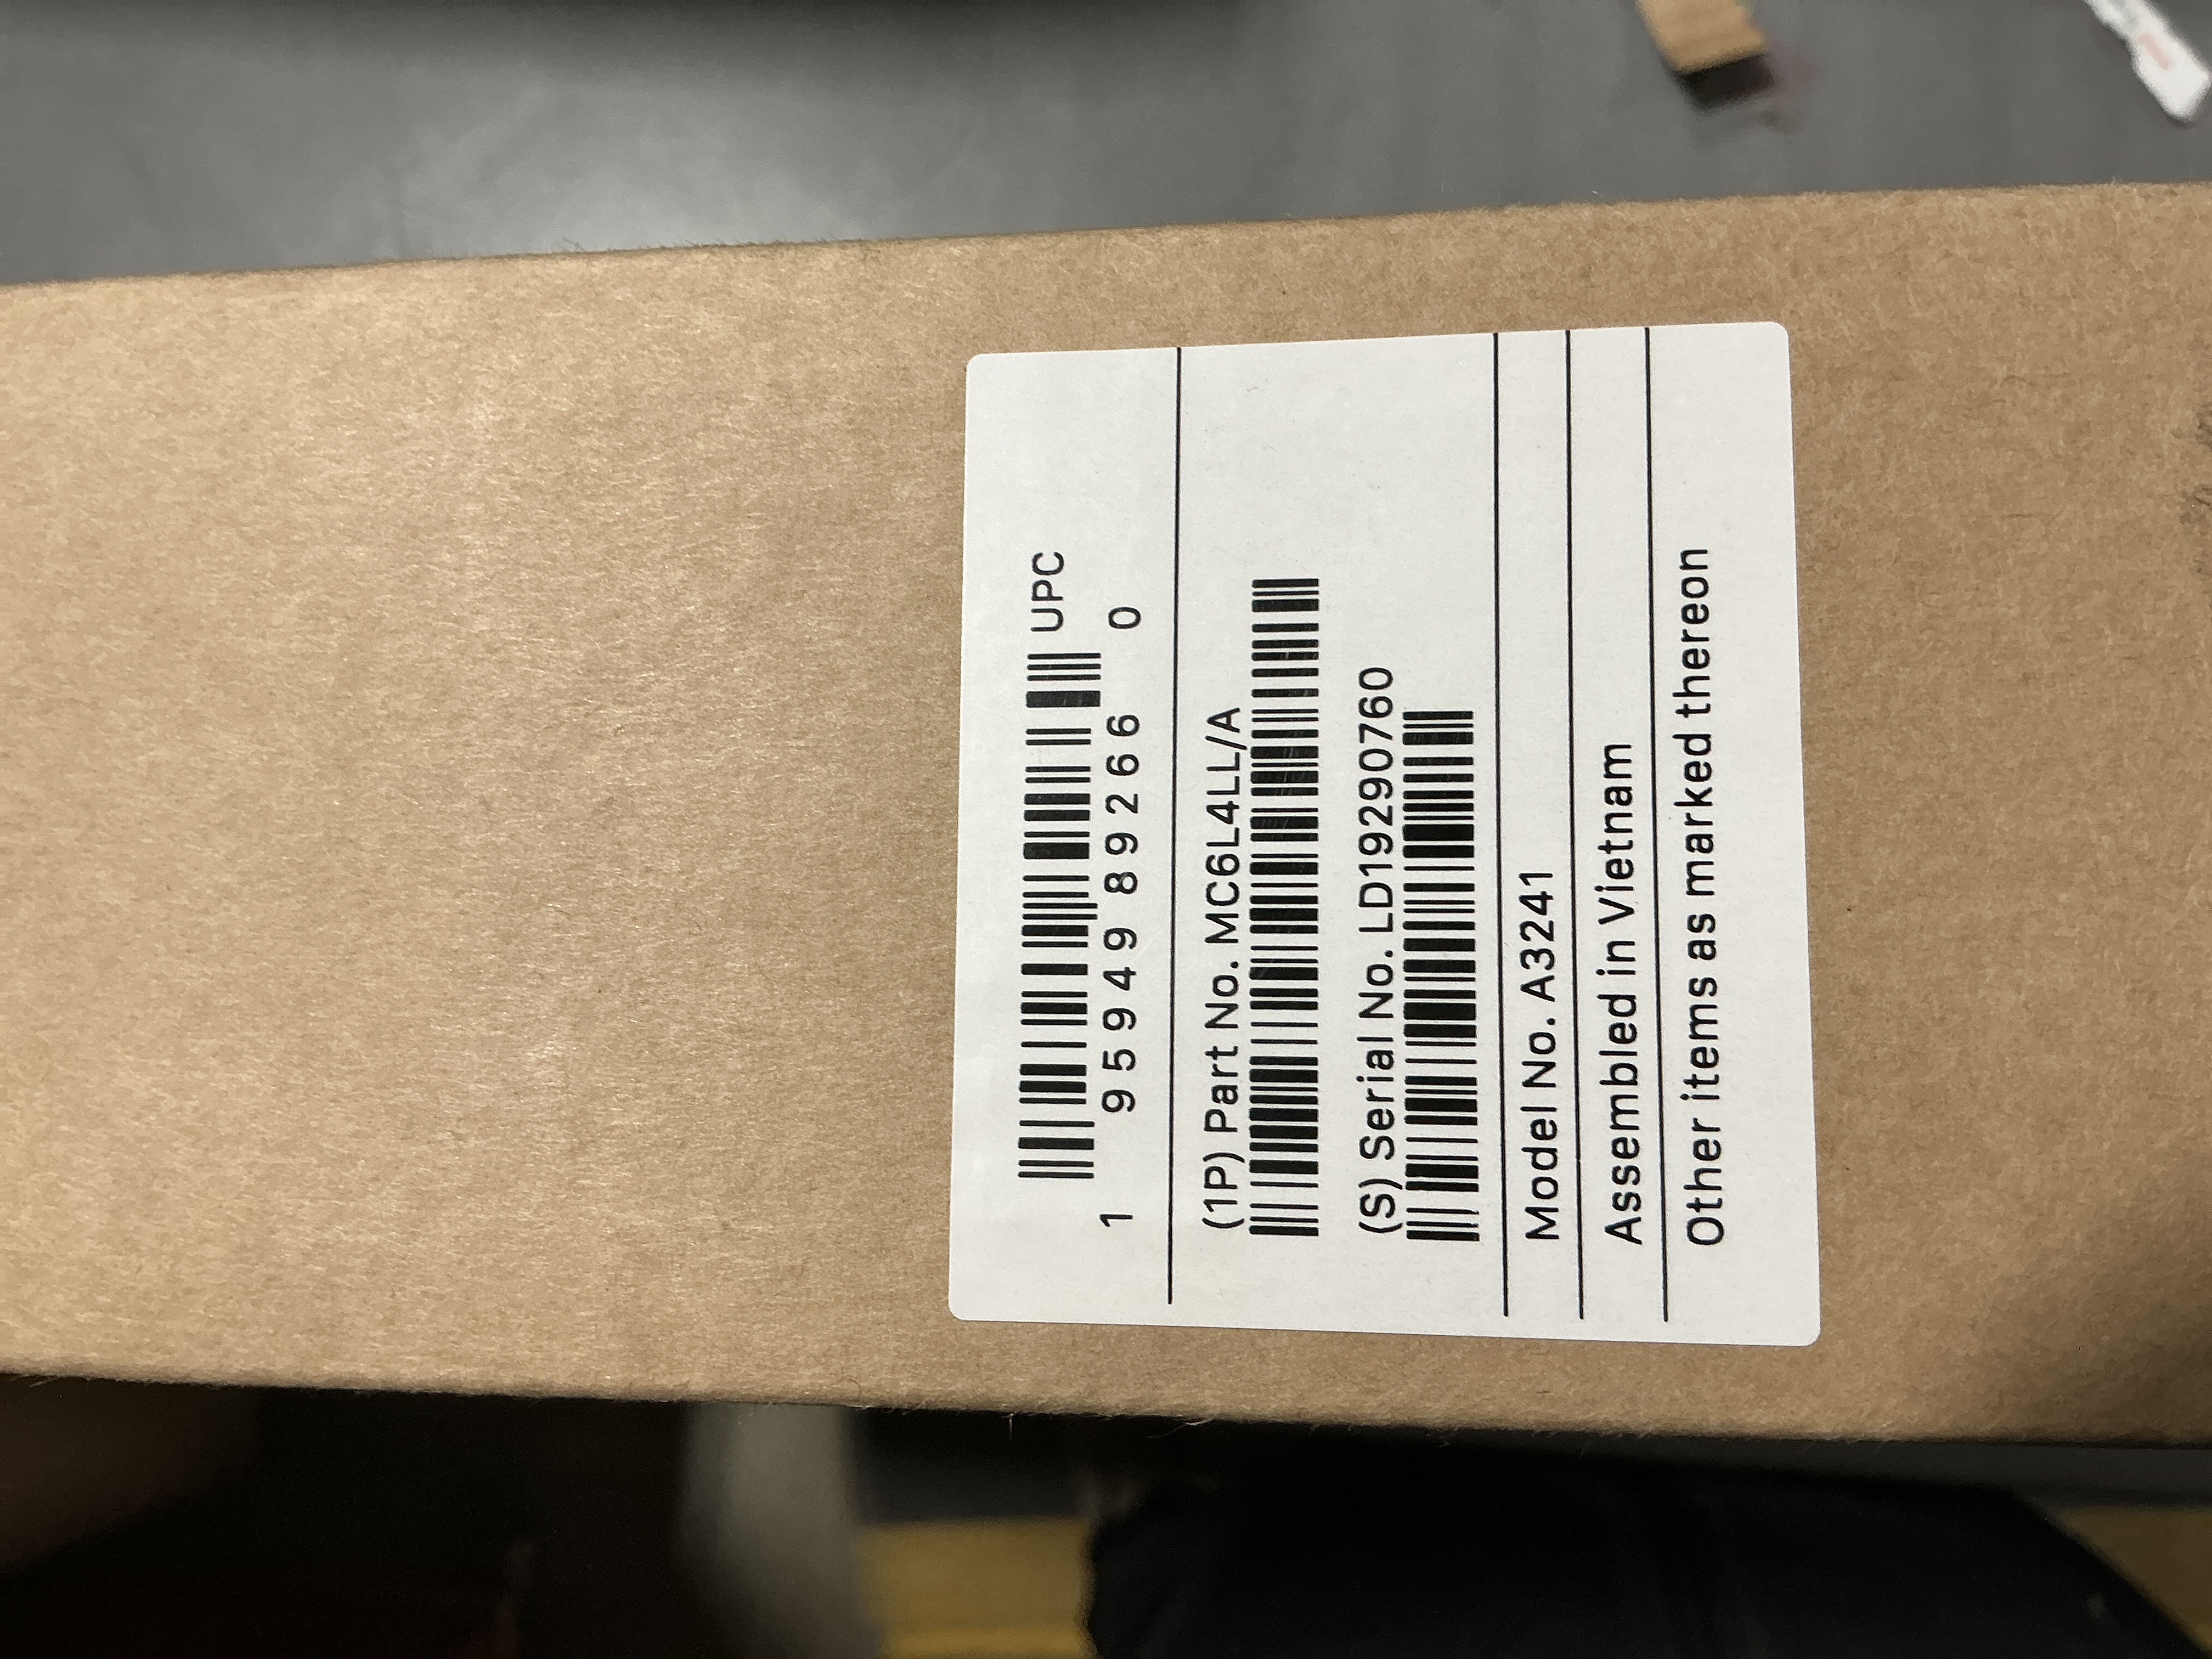 UPC
1 95949 89266 0
(1P) Part No. MC6L4LL/A
(S) Serial No. LD19290760
Model No. A3241
Assembled in Vietnam
Other items as marked thereon